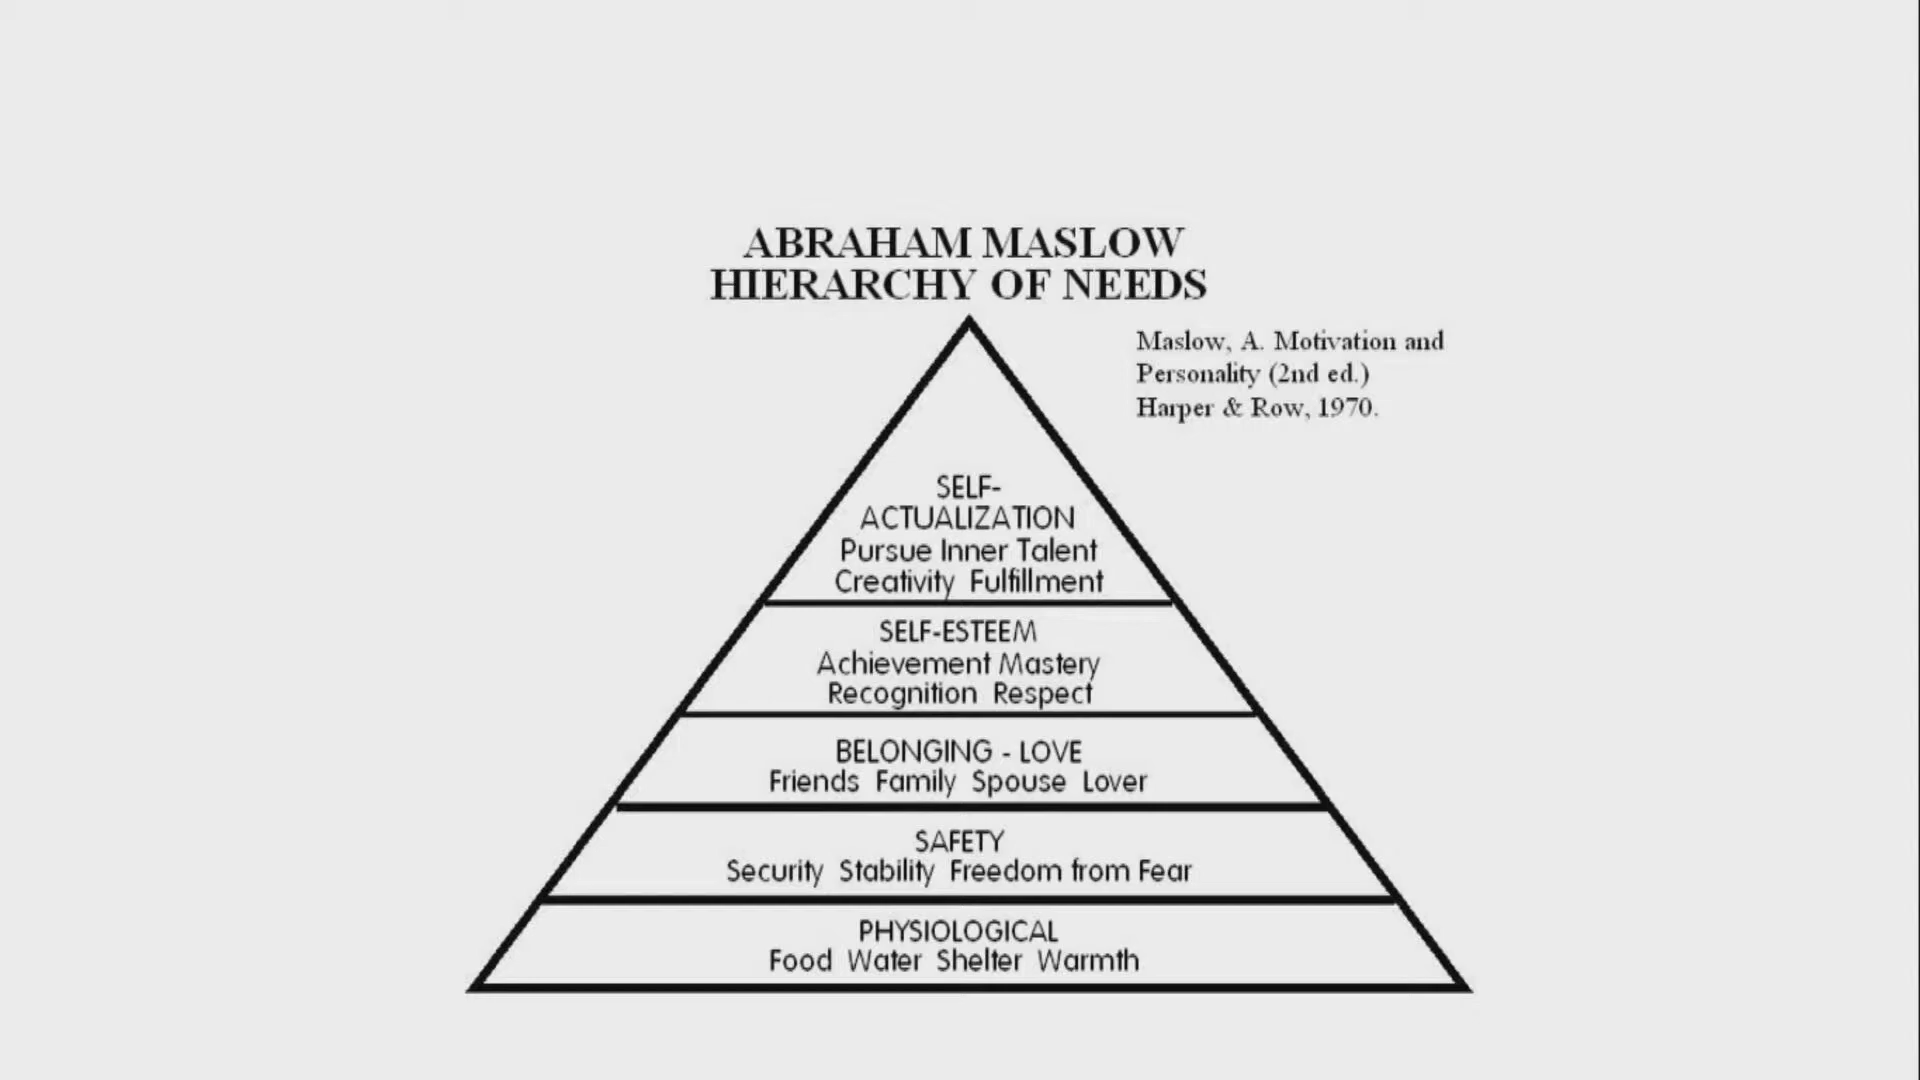 ABRAHAM MASLOW
HIERARCHY OF NEEDS
Maslow, A. Motivation and
Personality (2nd ed.)
Harper & Row, 1970.
SELF-
ACTUALIZATION
Pursue Inner Talent
Creativity Fulfillment
SELF-ESTEEM
Achievement Mastery
Recognition Respect
BELONGING - LOVE
Friends Family Spouse Lover
SAFETY
Security Stability Freedom from Fear
PHYSIOLOGICAL
Food Water Shelter Warmth